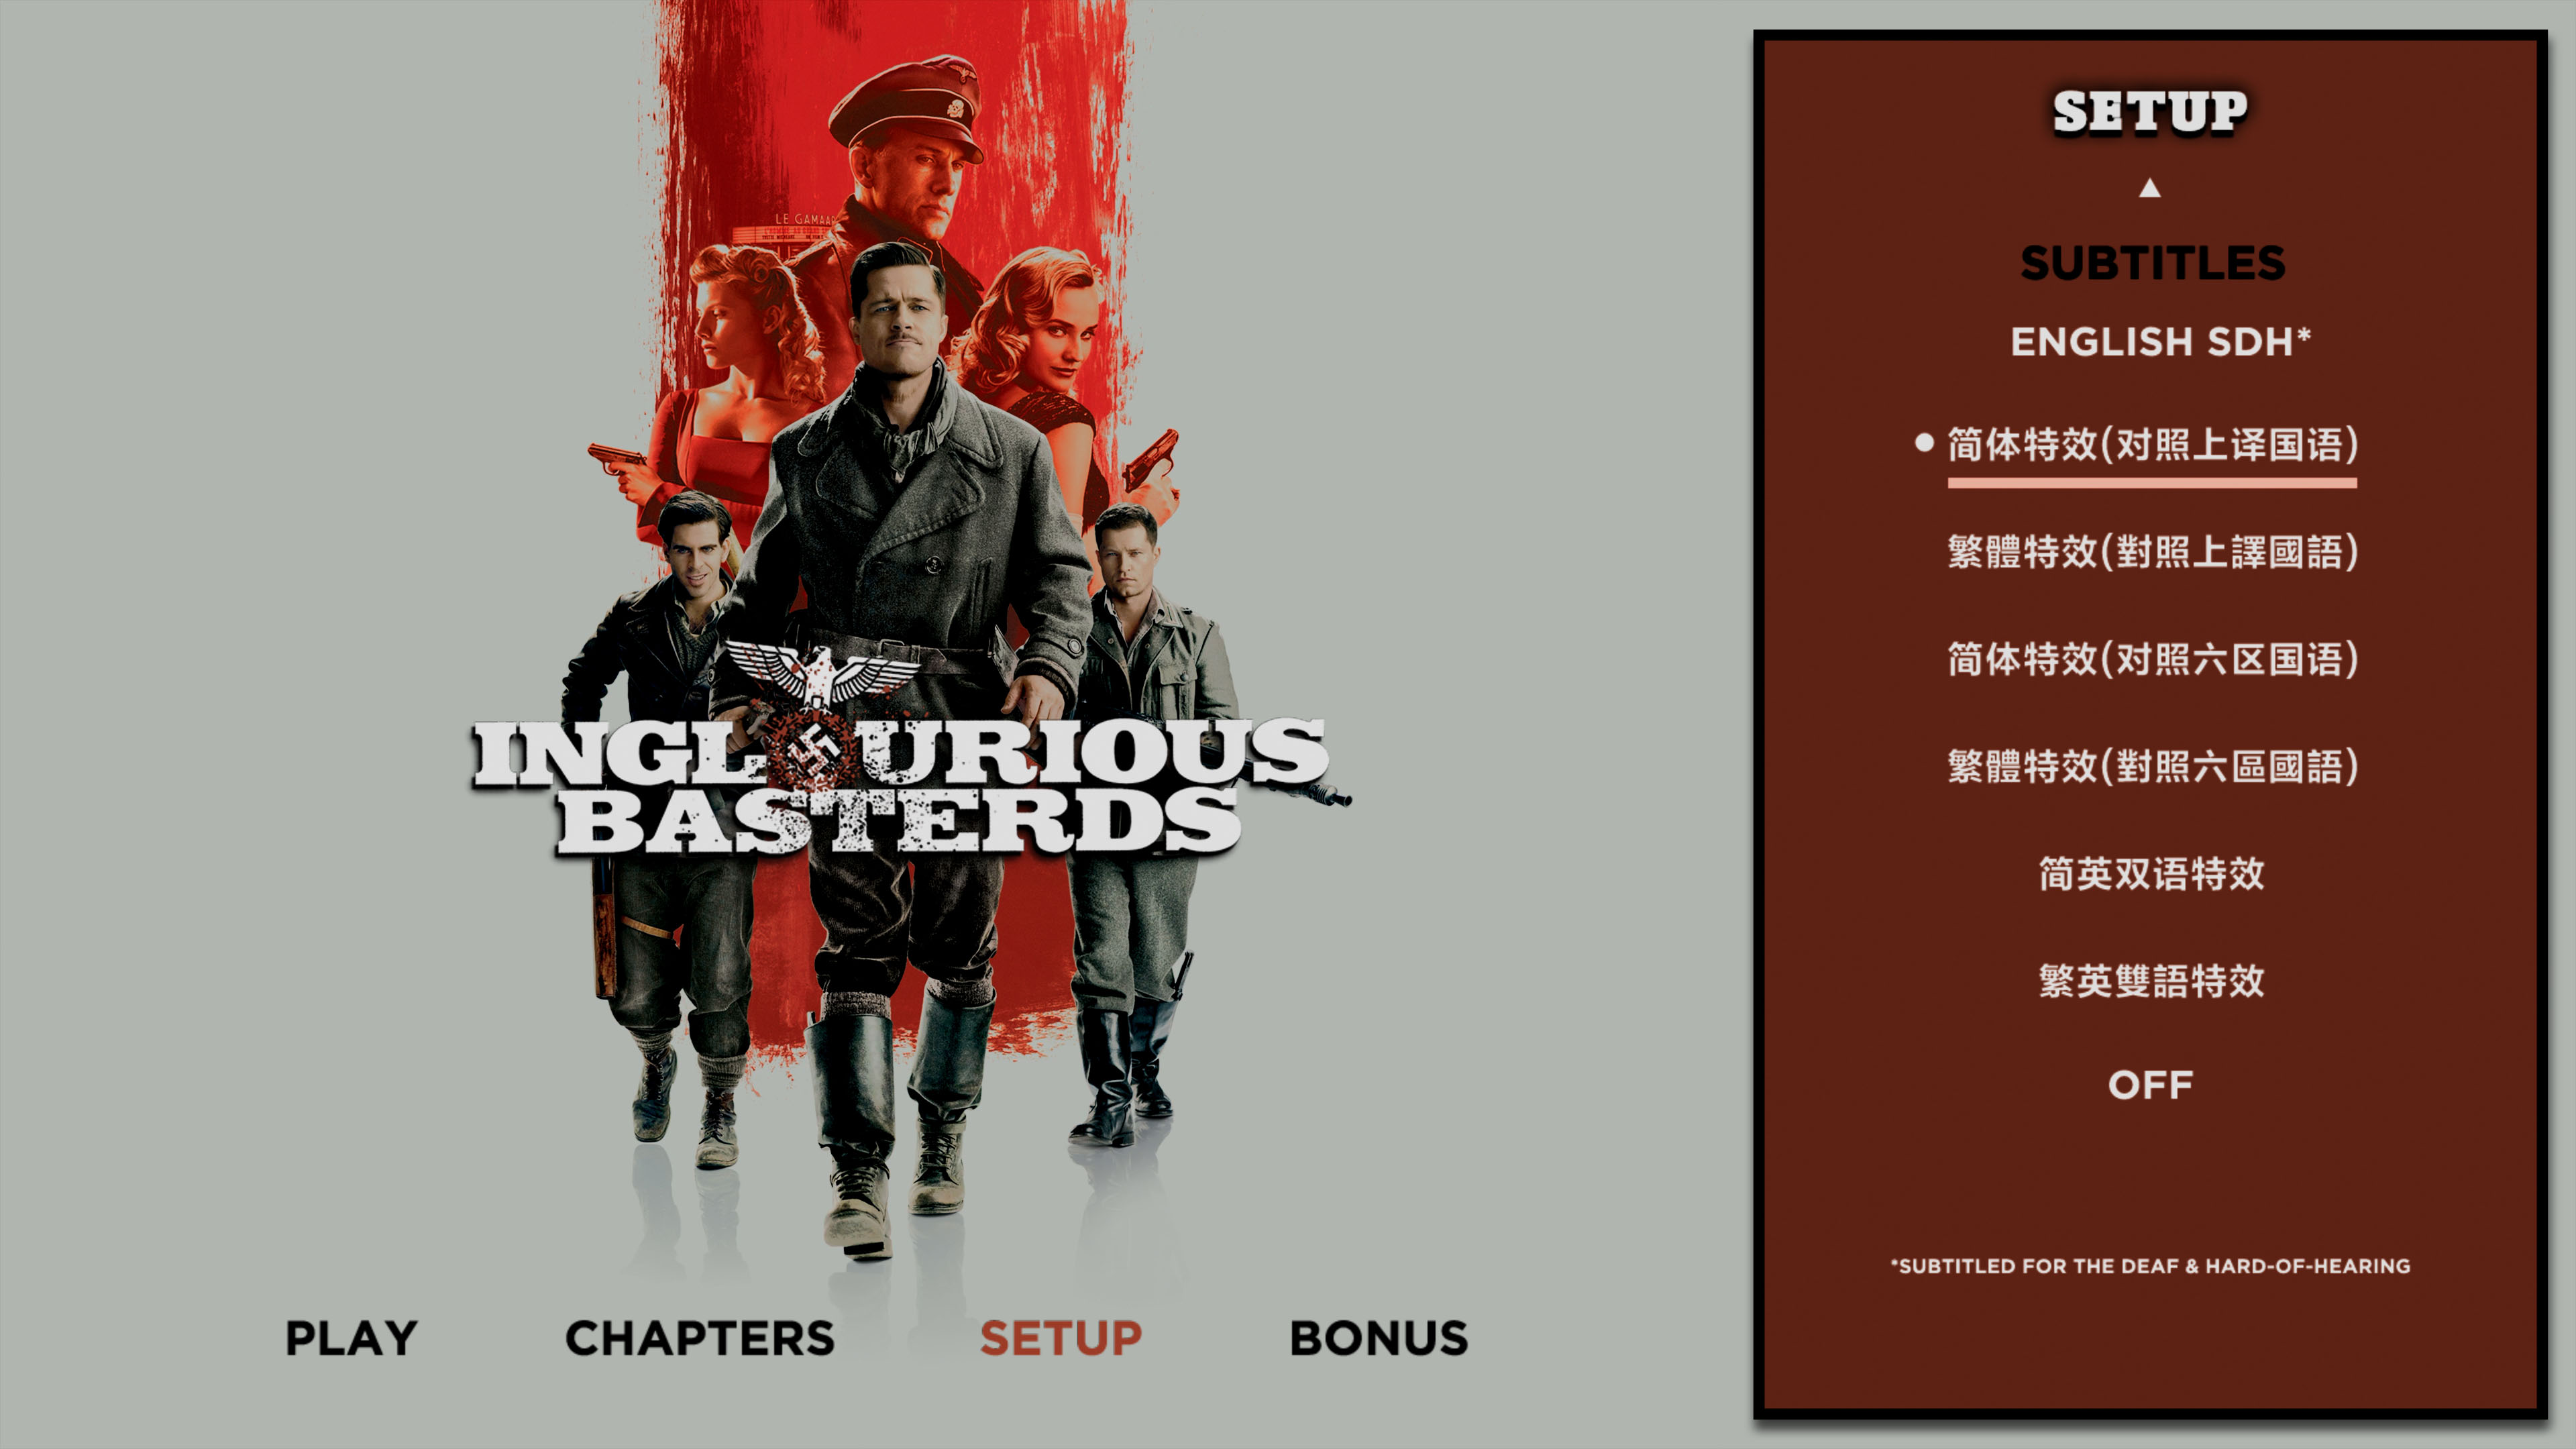 LE GAMAAR
INGLOURIOUS
BASTERDS
PLAY
CHAPTERS
SETUP
BONUS
SETUP
SUBTITLES
ENGLISH SDH*
简体特效(对照上译国语)
繁體特效(對照上譯國語)
简体特效(对照六区国语)
繁體特效(對照六區國語)
简英双语特效
繁英雙語特效
OFF
*SUBTITLED FOR THE DEAF & HARD-OF-HEARING